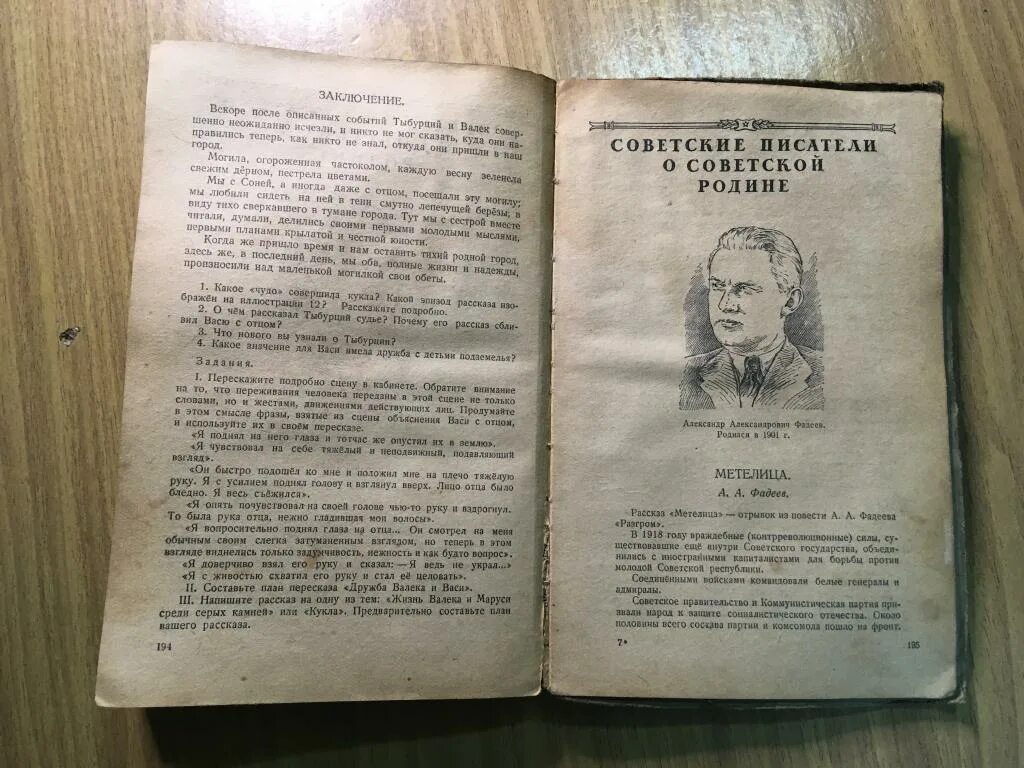 ЗАКЛЮЧЕНИЕ.
Вскоре после описанных событий Тыбурций и Валек совер-
шенно неожиданно исчезли, и никто не мог сказать, куда они на-
правились теперь, как никто не знал, откуда они пришли в наш
город.
Могила, огороженная частоколом, каждую весну зеленела
свежим дёрном, пестрела цветами.
Мы с Соней, а иногда даже с отцом, посещали эту могилу;
мы любили сидеть на ней в тени смутно лепечущей берёзы, в
виду тихо сверкавшего в тумане города. Тут мы с сестрой вместе
читали, думали, делились своими первыми молодыми мыслями,
первыми планами крылатой и честной юности.
Когда же пришло время и нам оставить тихий родной город,
здесь же, в последний день, мы оба, полные жизни и надежды,
произносили над маленькой могилкой свои обеты.
1. Какое «чудо» совершила кукла? Какой эпизод рассказа изо-
бражён на иллюстрации 12? Расскажите подробно.
2. О чём рассказал Тыбурций судье? Почему его рассказ сбли-
вил Васю с отцом?
3. Что нового вы узнали о Тыбурции?
4. Какое значение для Васи имела дружба с детьми подземелья?
Задания.
I. Перескажите подробно сцену в кабинете. Обратите внимание
на то, что переживания человека переданы в этой сцене не только
словами, но и жестами, движениями действующих лиц. Продумайте
в этом смысле фразы, взятые из сцены объяснения Васи с отцом,
и используйте их в своём пересказе.
«Я поднял на него глаза и тотчас же опустил их в землю».
«Я чувствовал на себе тяжёлый и неподвижный, подавляющий
взгляд».
«Он быстро подошёл ко мне и положил мне на плечо тяжёлую
руку. Я с усилием поднял голову и взглянул вверх. Лицо отца было
бледно. Я весь съёжился».
«Я опять почувствовал на своей голове чью-то руку и вздрогнул.
То была рука отца, нежно гладившая мои волосы».
«Я вопросительно поднял глаза на отца... Он смотрел на меня
обычным своим слегка затуманенным взглядом, но теперь в этом
взгляде виднелись только задумчивость, нежность и как будто вопрос».
«Я доверчиво взял его руку и сказал: — Я ведь не украл...»
«Я с живостью схватил его руку и стал её целовать».
II. Составьте план пересказа «Дружба Валека и Васи».
III. Напишите рассказ на одну из тем: «Жизнь Валека и Маруси
среди серых камней» или «Кукла». Предварительно составьте план
вашего рассказа.
194
СОВЕТСКИЕ ПИСАТЕЛИ
О СОВЕТСКОЙ
РОДИНЕ
Александр Александрович Фадеев.
Родился в 1901 г.
МЕТЕЛИЦА.
А. А. Фадеев.
Рассказ «Метелица» — отрывок из повести А. А. Фадеева
«Разгром».
В 1918 году враждебные (контрреволюционные) силы, су-
ществовавшие ещё внутри Советского государства, объеди-
нились с иностранными капиталистами для борьбы против
молодой Советской республики.
Соединёнными войсками командовали белые генералы и
адмиралы.
Советское правительство и Коммунистическая партия при-
звали народ к защите социалистического отечества. Около
половины всего состава партии и комсомола пошло на фронт.
7*
195